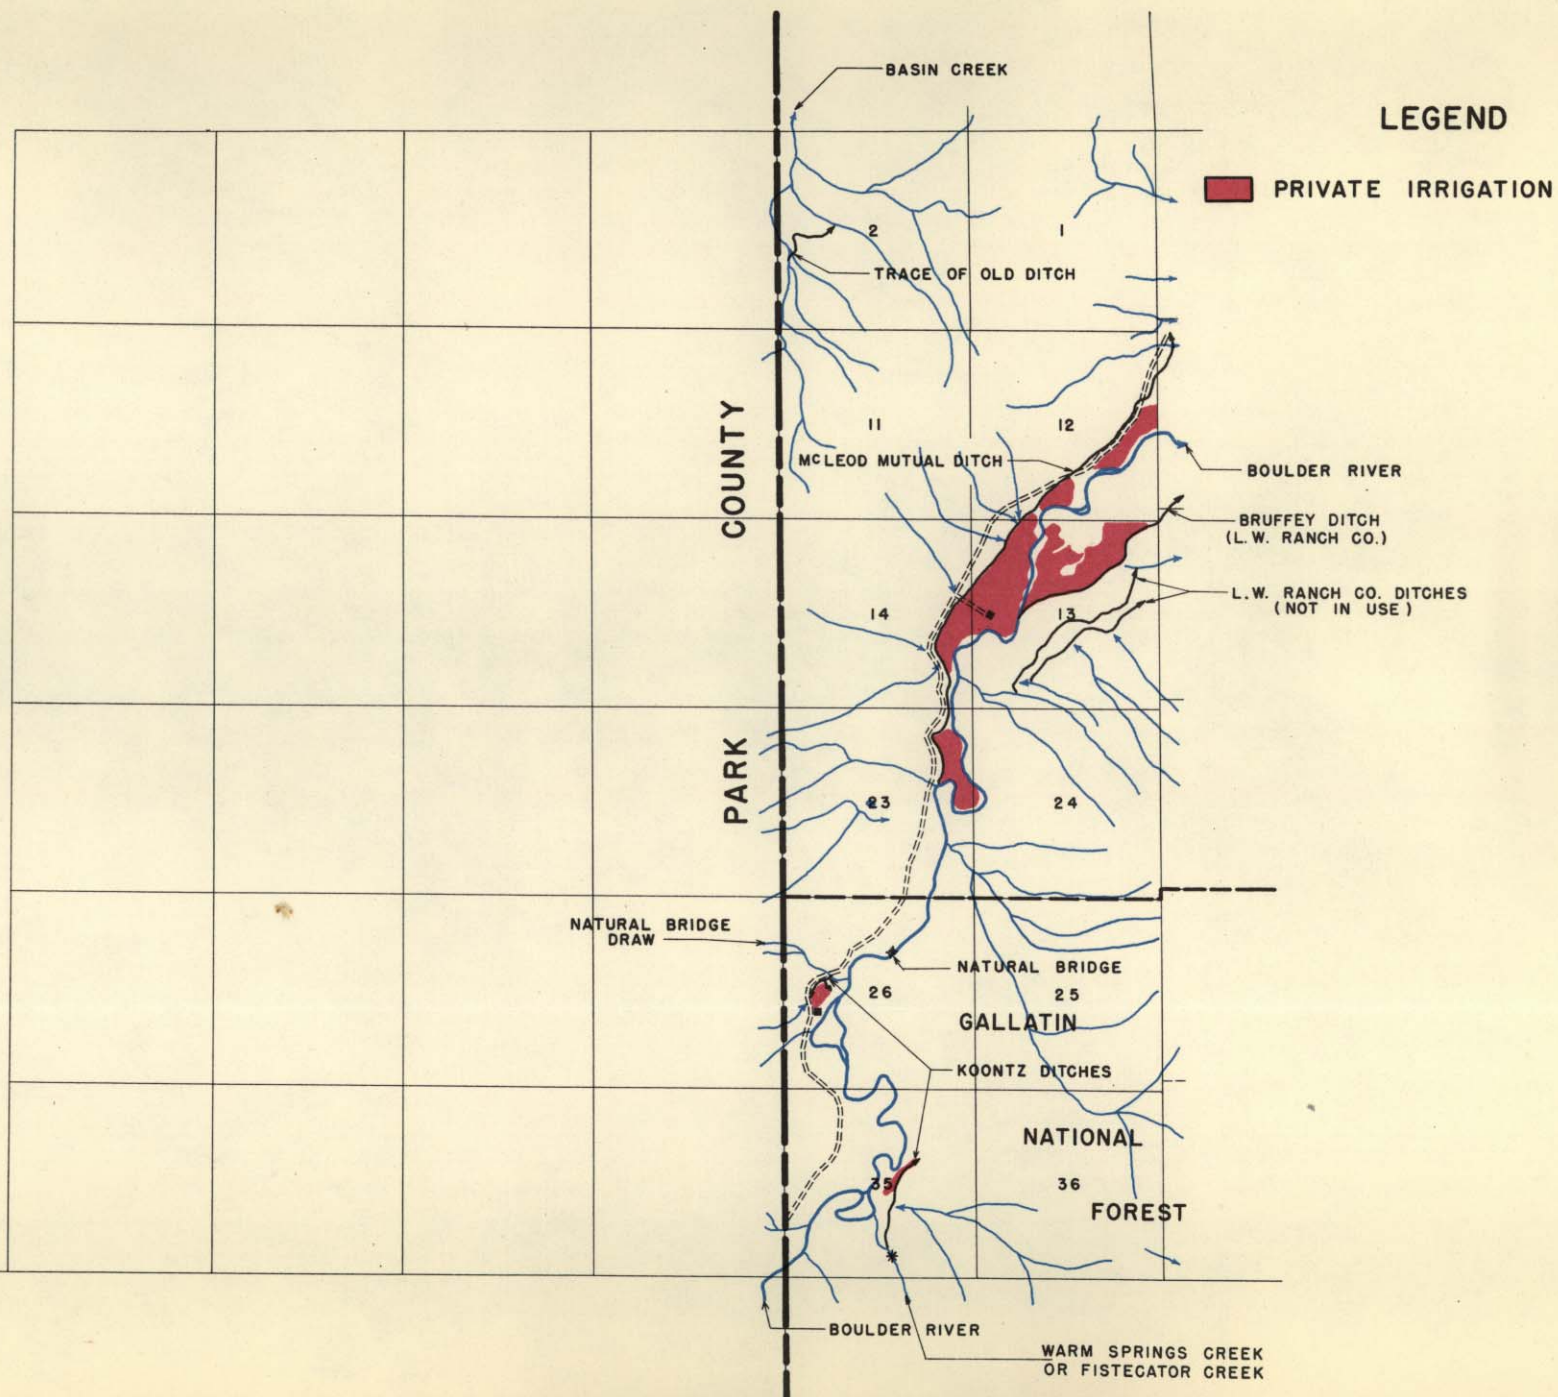 BASIN CREEK
LEGEND
PRIVATE IRRIGATION
2
1
TRACE OF OLD DITCH
11
12
MCLEOD MUTUAL DITCH
BOULDER RIVER
BRUFFEY DITCH
(L.W. RANCH CO.)
L.W. RANCH CO. DITCHES
(NOT IN USE)
14
13
PARK COUNTY
23
24
NATURAL BRIDGE
DRAW
NATURAL BRIDGE
26
25
GALLATIN
KOONTZ DITCHES
NATIONAL
35
36
FOREST
BOULDER RIVER
WARM SPRINGS CREEK
OR FISTEGATOR CREEK